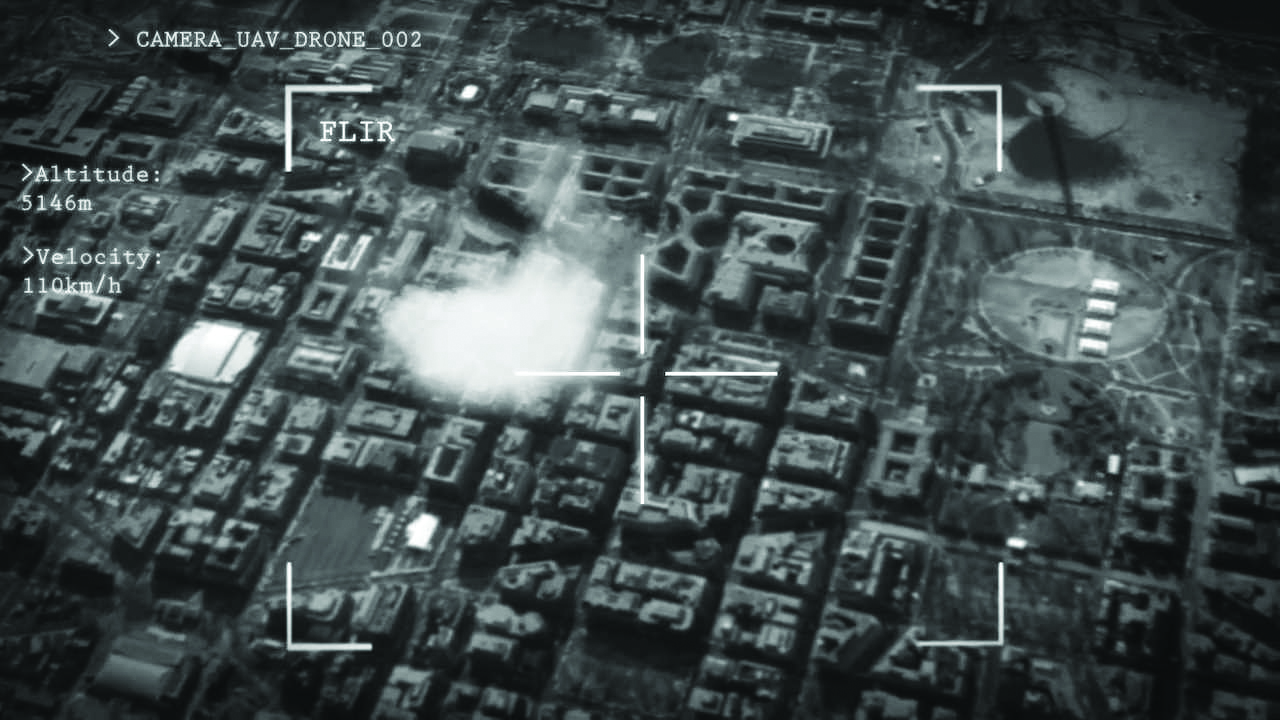 > CAMERA_UAV_DRONE_002
FLIR
>Altitude:
5146m
>Velocity:
110km/h